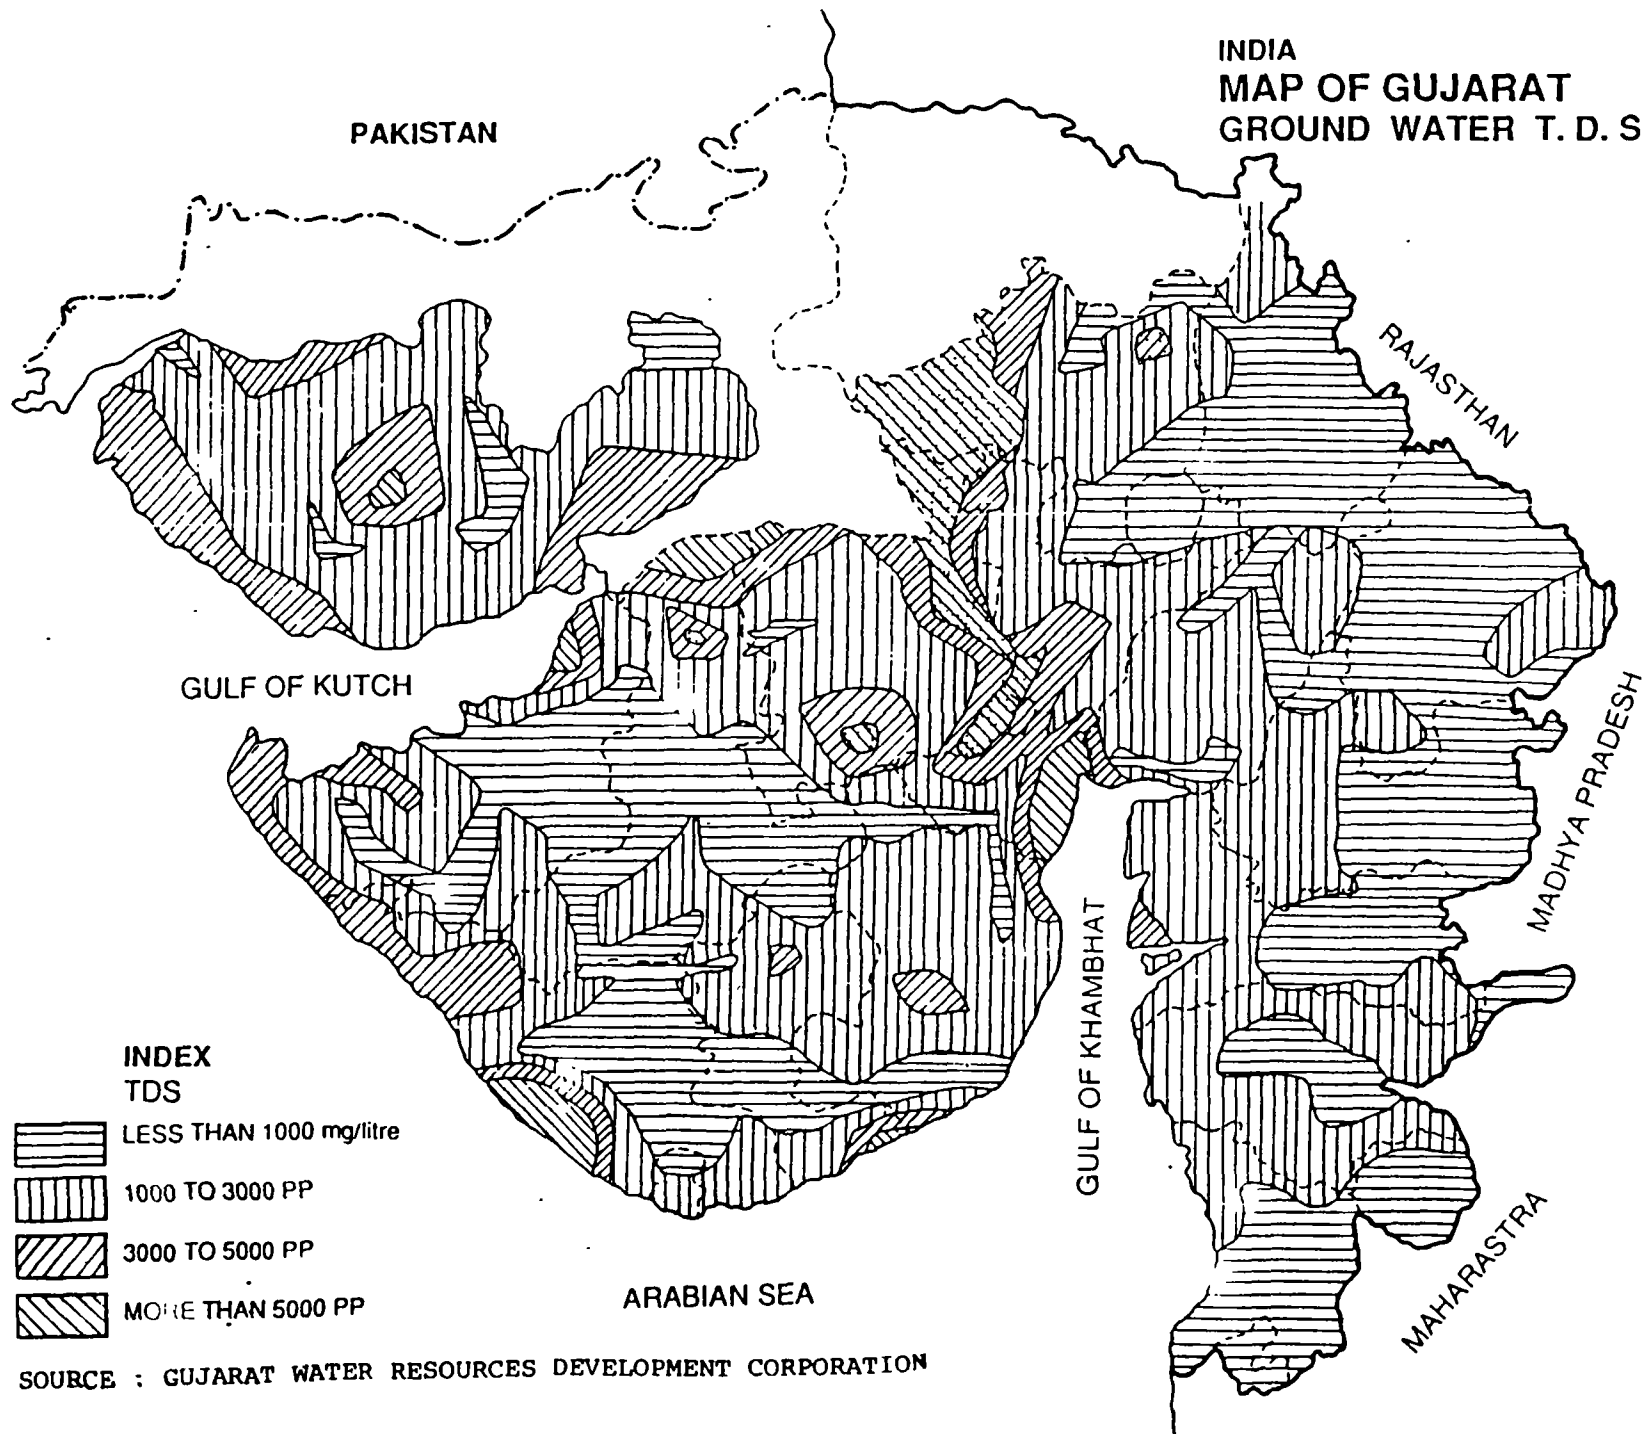 INDIA
MAP OF GUJARAT
GROUND WATER T. D. S
PAKISTAN
RAJASTHAN
GULF OF KUTCH
MADHYA PRADESH
GULF OF KHAMBHAT
MAHARASTRA
ARABIAN SEA
INDEX
TDS
LESS THAN 1000 mg/litre
1000 TO 3000 PP
3000 TO 5000 PP
MORE THAN 5000 PP
SOURCE : GUJARAT WATER RESOURCES DEVELOPMENT CORPORATION